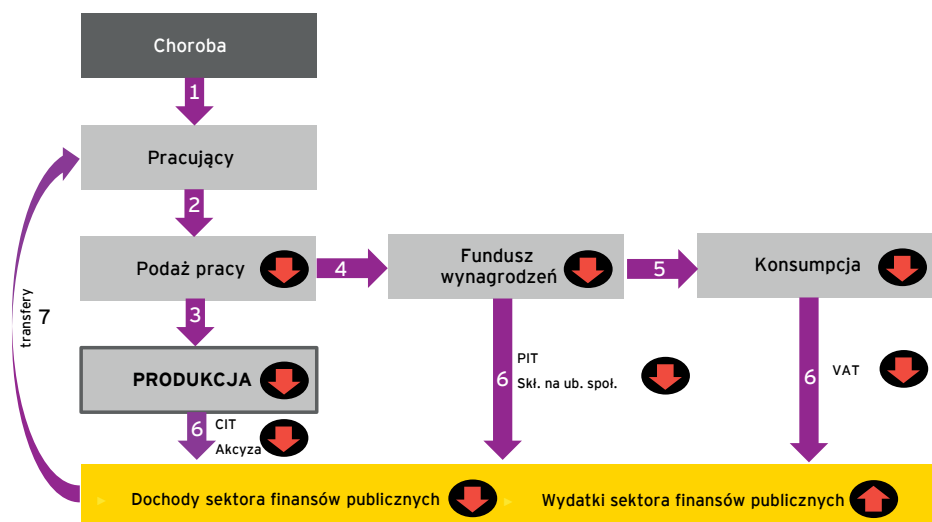 Choroba
1
Pracujący
2
Podaż pracy
4
Fundusz
wynagrodzeń
5
Konsumpcja
transfery
7
3
PRODUKCJA
6
CIT
Akcyza
6
PIT
Skł. na ub. społ.
6
VAT
Dochody sektora finansów publicznych
Wydatki sektora finansów publicznych